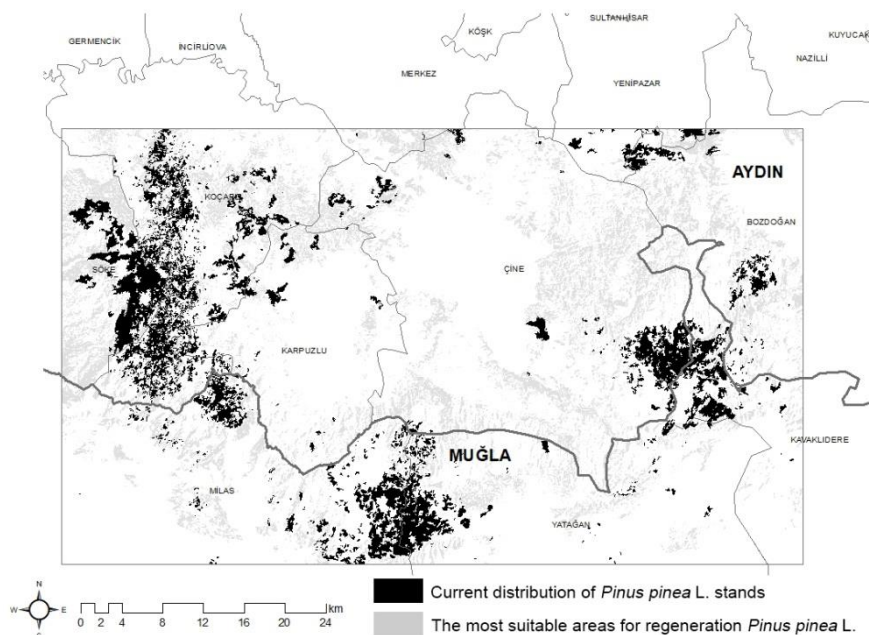 SULTANHİSAR
GERMENCİK
İNCİRLİOVA
KÖŞK
KUYUCAK
NAZİLLİ
MERKEZ
YENİPAZAR
AYDIN
KOÇARLI
BOZDOĞAN
SÖKE
ÇİNE
KARPUZLU
KAVAKLIDERE
MUĞLA
MİLAS
YATAĞAN
N
W E
S
km
0 2 4 8 12 16 20 24
Current distribution of Pinus pinea L. stands
The most suitable areas for regeneration Pinus pinea L.